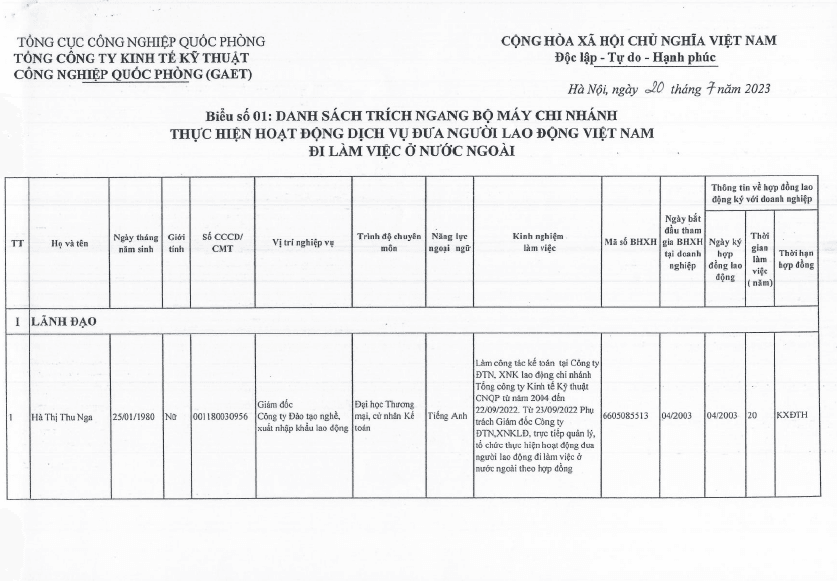 TỔNG CỤC CÔNG NGHIỆP QUỐC PHÒNG
TỔNG CÔNG TY KINH TẾ KỸ THUẬT
CÔNG NGHIỆP QUỐC PHÒNG (GAET)
CỘNG HÒA XÃ HỘI CHỦ NGHĨA VIỆT NAM
Độc lập - Tự do - Hạnh phúc
Hà Nội, ngày 20 tháng 7 năm 2023
Biểu số 01: DANH SÁCH TRÍCH NGANG BỘ MÁY CHI NHÁNH
THỰC HIỆN HOẠT ĐỘNG DỊCH VỤ ĐƯA NGƯỜI LAO ĐỘNG VIỆT NAM
ĐI LÀM VIỆC Ở NƯỚC NGOÀI
TT
Họ và tên
Ngày tháng
năm sinh
Giới
tính
Số CCCD/
CMT
Vị trí nghiệp vụ
Trình độ chuyên
môn
Năng lực
ngoại ngữ
Kinh nghiệm
làm việc
Mã số BHXH
Ngày bắt
đầu tham
gia BHXH
tại doanh
nghiệp
Thông tin về hợp đồng lao
động ký với doanh nghiệp
Ngày ký
hợp
đồng lao
động
Thời
gian
làm
việc
( năm)
Thời hạn
hợp đồng
I LÃNH ĐẠO
1
Hà Thị Thu Nga
25/01/1980
Nữ
001180030956
Giám đốc
Công ty Đào tạo nghề,
xuất nhập khẩu lao động
Đại học Thương
mại, cử nhân Kế
toán
Tiếng Anh
Làm công tác kế toán tại Công ty
ĐTN, XNK lao động chi nhánh
Tổng công ty Kinh tế Kỹ thuật
CNQP từ năm 2004 đến
22/09/2022. Từ 23/09/2022 Phụ
trách Giám đốc Công ty
ĐTN,XNKLĐ, trực tiếp quản lý,
tổ chức thực hiện hoạt động đưa
người lao động đi làm việc ở
nước ngoài theo hợp đồng
6605085513
04/2003
04/2003
20
KXĐTH